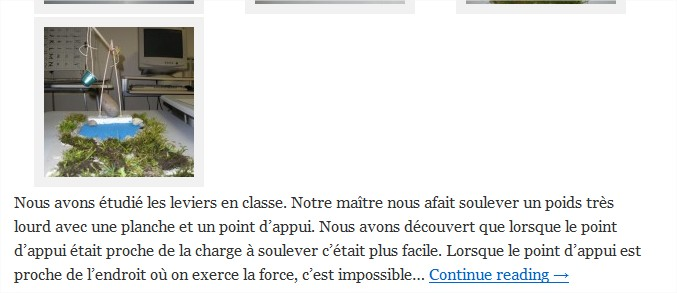 Nous avons étudié les leviers en classe. Notre maître nous afait soulever un poids très
lourd avec une planche et un point d’appui. Nous avons découvert que lorsque le point
d’appui était proche de la charge à soulever c’était plus facile. Lorsque le point d’appui est
proche de l’endroit où on exerce la force, c’est impossible… Continue reading →